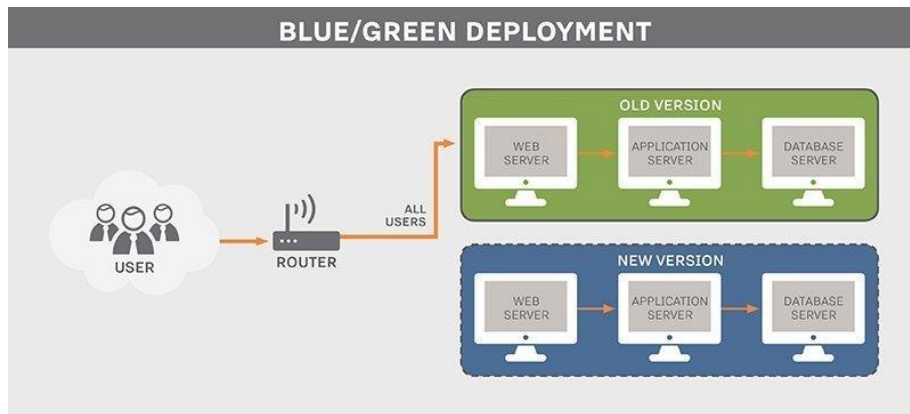 BLUE/GREEN DEPLOYMENT
OLD VERSION
WEB
SERVER
APPLICATION
SERVER
DATABASE
SERVER
ALL
USERS
USER
ROUTER
NEW VERSION
WEB
SERVER
APPLICATION
SERVER
DATABASE
SERVER